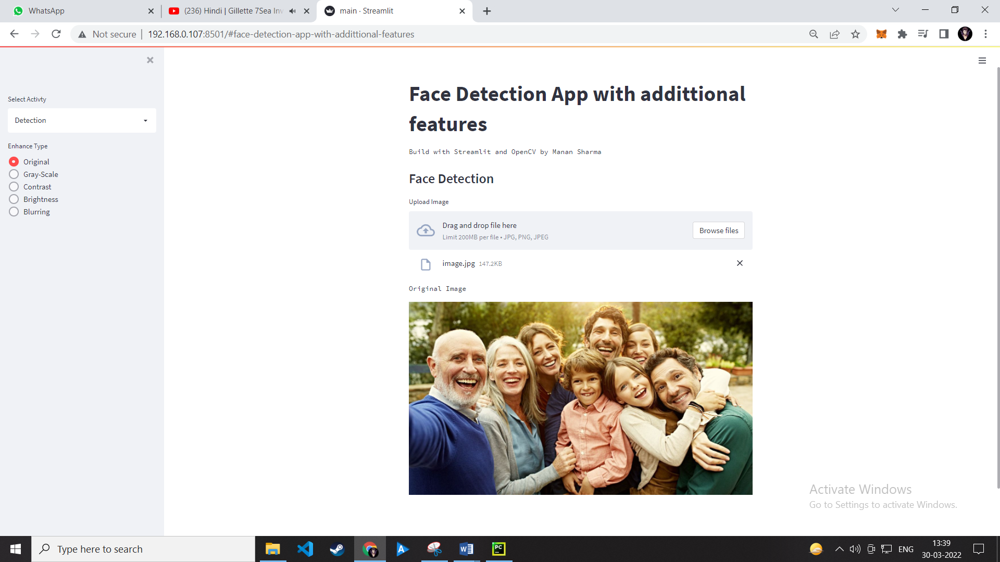 WhatsApp
(236) Hindi | Gillette 7Sea Inv
main · Streamlit
Not secure
192.168.0.107:8501/#face-detection-app-with-addittional-features
Select Activty
Detection
Enhance Type
Original
Gray-Scale
Contrast
Brightness
Blurring
Face Detection App with addittional
features
Build with Streamlit and OpenCV by Manan Sharma
Face Detection
Upload Image
Drag and drop file here
Limit 200MB per file • JPG, PNG, JPEG
Browse files
image.jpg 147.2KB
Original Image
Activate Windows
Go to Settings to activate Windows.
Type here to search
W
PC
ENG
13:39
30-03-2022